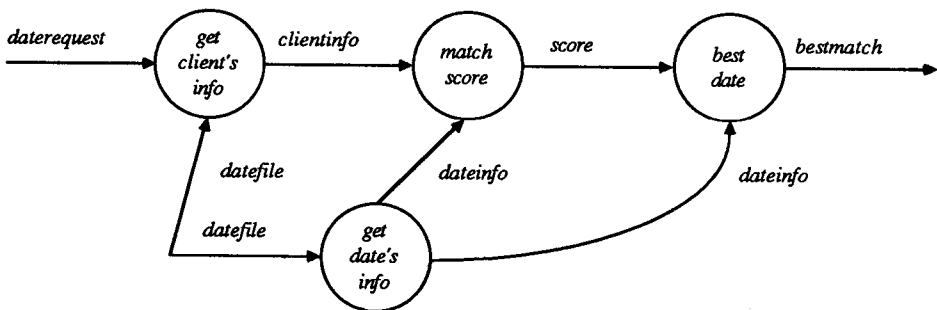 daterequest
get
client's
info
clientinfo
match
score
score
best
date
bestmatch
datefile
dateinfo
dateinfo
datefile
get
date's
info